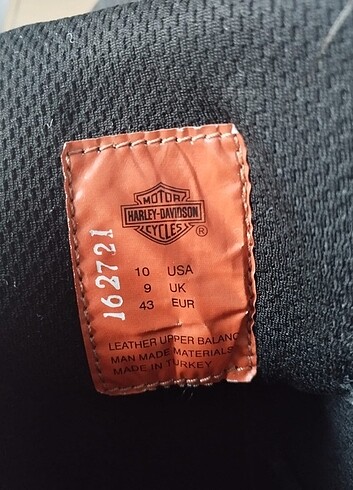 MOTOR
HARLEY-DAVIDSON
CYCLES
®
10 USA
9 UK
43 EUR
162721
LEATHER UPPER BALANC
MAN MADE MATERIALS
MADE IN TURKEY